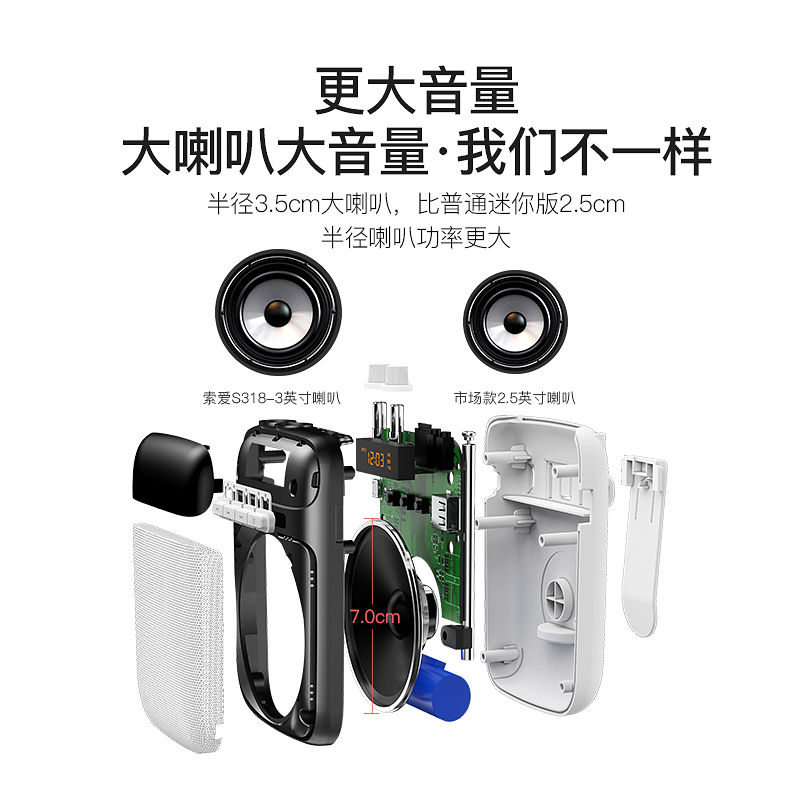 更大音量
大喇叭大音量·我们不一样
半径3.5cm大喇叭，比普通迷你版2.5cm
半径喇叭功率更大
索爱S318-3英寸喇叭
市场款2.5英寸喇叭
12:03
7.0cm